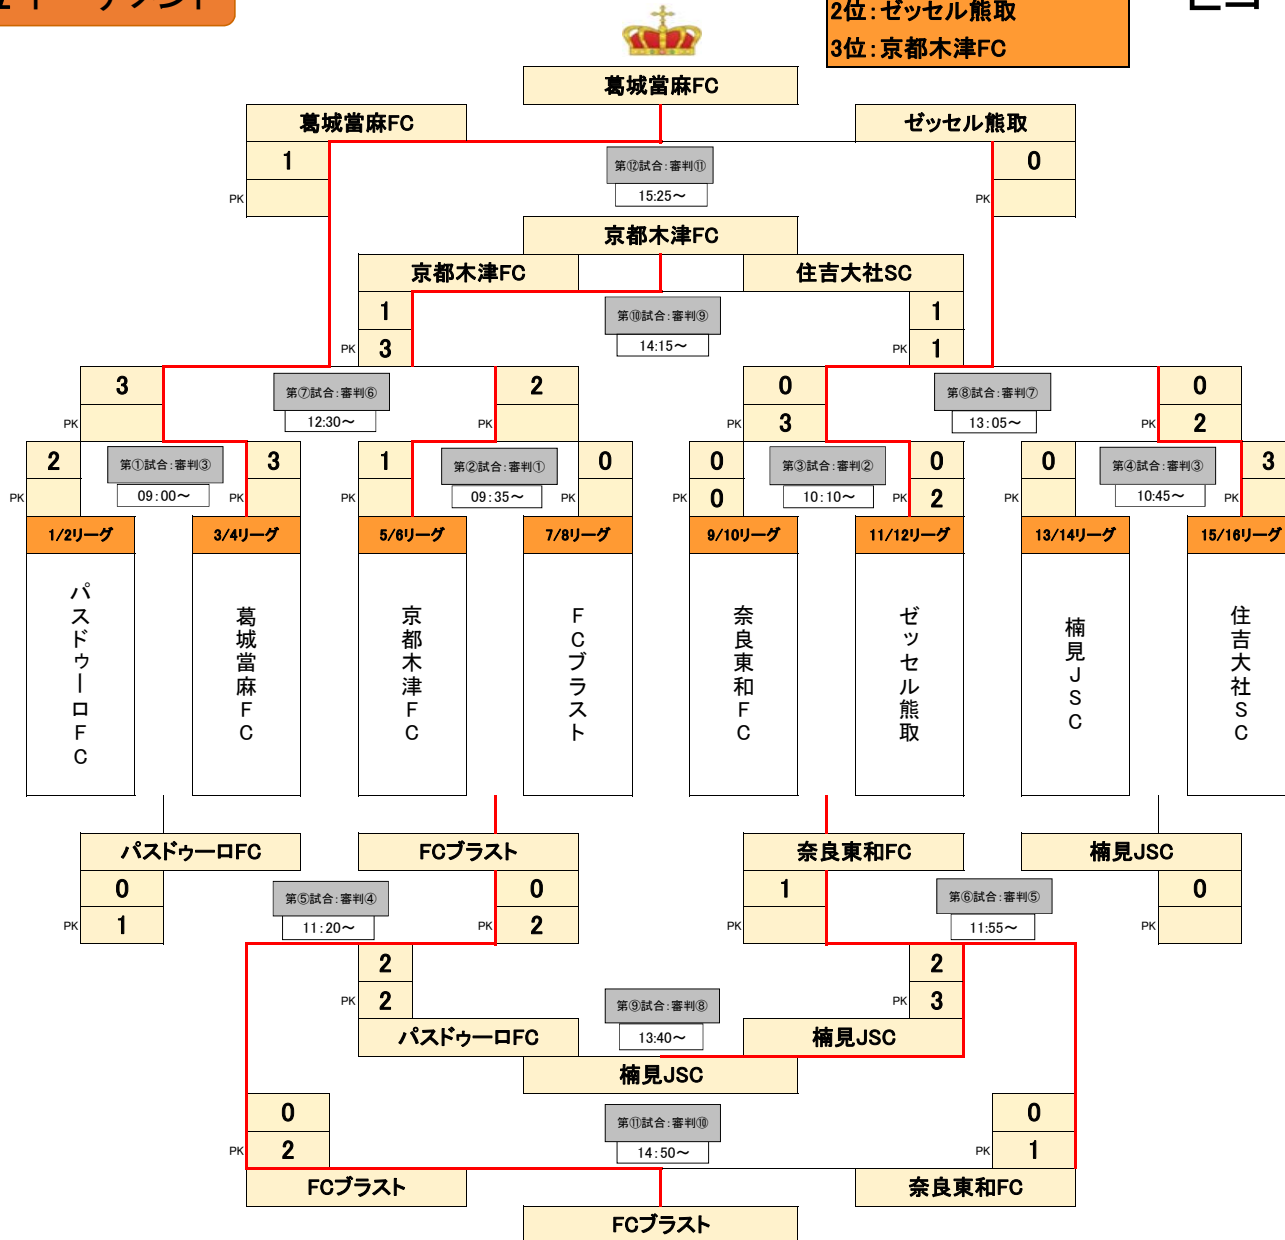 2位：ゼッセル熊取
3位：京都木津FC
葛城當麻FC
葛城當麻FC ゼッセル熊取
1 第⑫試合：審判⑪ 0
PK 15:25～ PK
京都木津FC
京都木津FC 住吉大社SC
1 第⑩試合：審判⑨ 1
PK 3 14:15～ PK 1
3 第⑦試合：審判⑥ 2 0 第⑧試合：審判⑦ 0
PK 12:30～ PK PK 3 13:05～ PK 2
2 第①試合：審判③ 3 1 第②試合：審判① 0 0 第③試合：審判② 0 0 第④試合：審判③ 3
PK 09:00～ PK PK 09:35～ PK PK 0 10:10～ PK 2 PK 10:45～ PK
1/2リーグ 3/4リーグ 5/6リーグ 7/8リーグ 9/10リーグ 11/12リーグ 13/14リーグ 15/16リーグ
パスドゥーロFC
葛城當麻FC
京都木津FC
FCブラスト
奈良東和FC
ゼッセル熊取
楠見JSC
住吉大社SC
パスドゥーロFC FCブラスト 奈良東和FC 楠見JSC
0 第⑤試合：審判④ 0 1 第⑥試合：審判⑤ 0
PK 1 11:20～ PK 2 PK 11:55～ PK
2 2
PK 2 第⑨試合：審判⑧ PK 3
パスドゥーロFC 13:40～ 楠見JSC
楠見JSC
0 第⑪試合：審判⑩ 0
PK 2 14:50～ PK 1
FCブラスト 奈良東和FC
FCブラスト